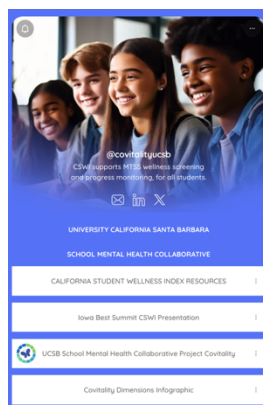 @covitalityucsb
CSWI supports MTSS wellness screening
and progress monitoring, for all students.
UNIVERSITY CALIFORNIA SANTA BARBARA
SCHOOL MENTAL HEALTH COLLABORATIVE
CALIFORNIA STUDENT WELLNESS INDEX RESOURCES
Iowa Best Summit CSWI Presentation
UCSB School Mental Health Collaborative Project Covitality
Covitality Dimensions Infographic